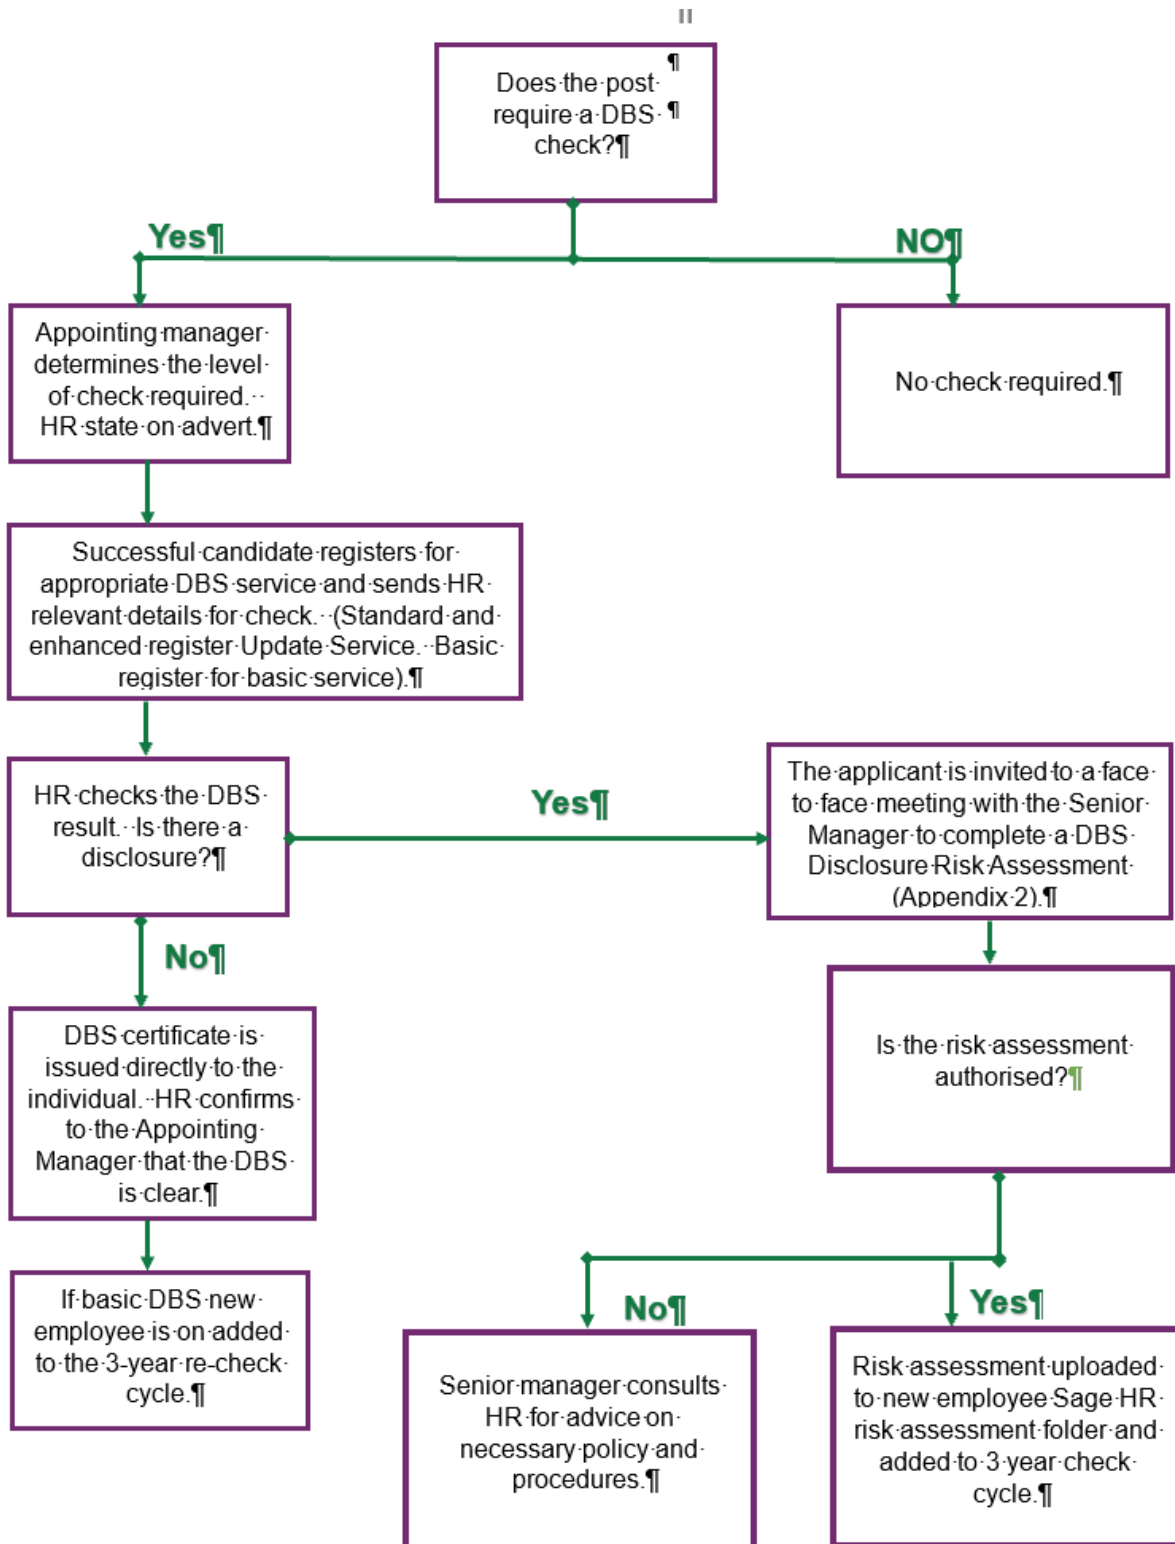 Does the post
require a DBS
check?¶
¶
¶
Yes¶
NO¶
Appointing·manager·
determines·the·level·
of·check·required.··
HR·state·on·advert.¶
No·check·required.¶
Successful·candidate·registers·for·
appropriate·DBS·service·and·sends·HR·
relevant·details·for·check.··(Standard·and·
enhanced·register·Update·Service.··Basic·
register·for·basic·service).¶
HR·checks·the·DBS·
result.··Is·there·a·
disclosure?¶
Yes¶
The·applicant·is·invited·to·a·face·
to·face·meeting·with·the·Senior·
Manager·to·complete·a·DBS·
Disclosure·Risk·Assessment·
(Appendix·2).¶
No¶
DBS·certificate·is·
issued·directly·to·the·
individual.··HR·confirms·
to·the·Appointing·
Manager·that·the·DBS·
is·clear.¶
Is·the·risk·assessment·
authorised?¶
If·basic·DBS·new·
employee·is·on·added·
to·the·3-year·re-check·
cycle.¶
No¶
Yes¶
Senior·manager·consults·
HR·for·advice·on·
necessary·policy·and·
procedures.¶
Risk·assessment·uploaded·
to·new·employee·Sage·HR·
risk·assessment·folder·and·
added·to·3·year·check·
cycle.¶